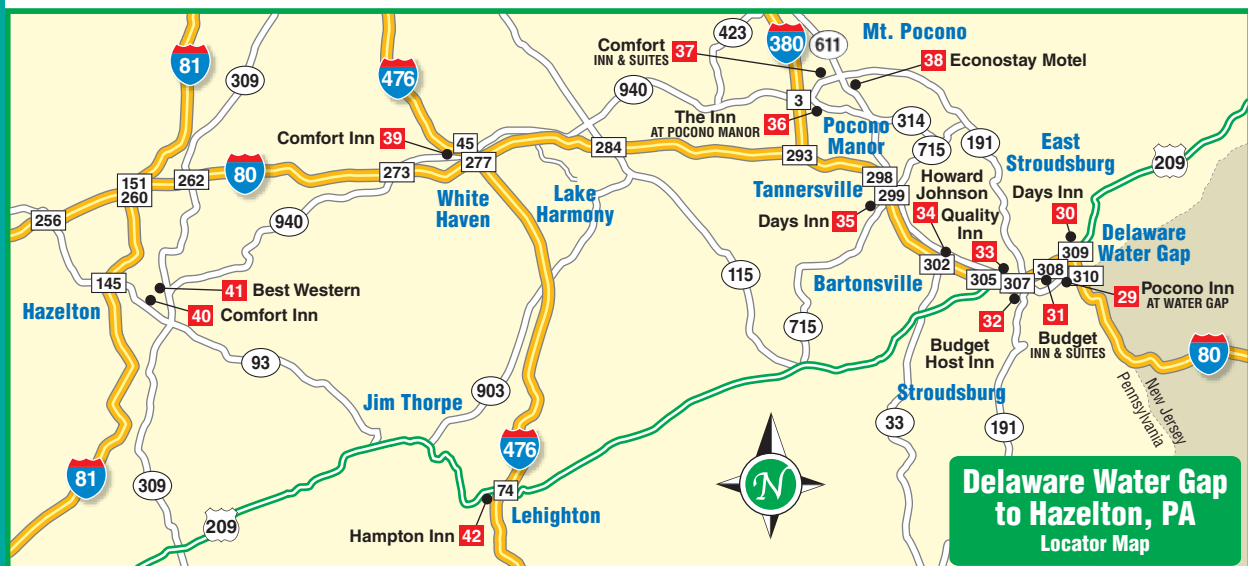 81
309
476
423
380
611
Mt. Pocono
Comfort
INN & SUITES
37
38 Econostay Motel
940
3
The Inn
AT POCONO MANOR
36
Pocono
Manor
314
715
191
East
Stroudsburg
209
Comfort Inn 39
45
277
284
293
298
299
Howard
Johnson
34
Quality
Inn
33
Days Inn
30
151
260
262
80
273
White
Haven
Lake
Harmony
Tannersville
Days Inn 35
Delaware
Water Gap
256
940
145
41 Best Western
40 Comfort Inn
Hazelton
115
Bartonsville
302
305
307
308
309
310
29 Pocono Inn
AT WATER GAP
32
Budget
Host Inn
31
Budget
INN & SUITES
715
80
93
903
Jim Thorpe
Stroudsburg
33
191
Pennsylvania
New Jersey
81
309
209
476
74
Lehighton
Hampton Inn 42
N
Delaware Water Gap
to Hazelton, PA
Locator Map